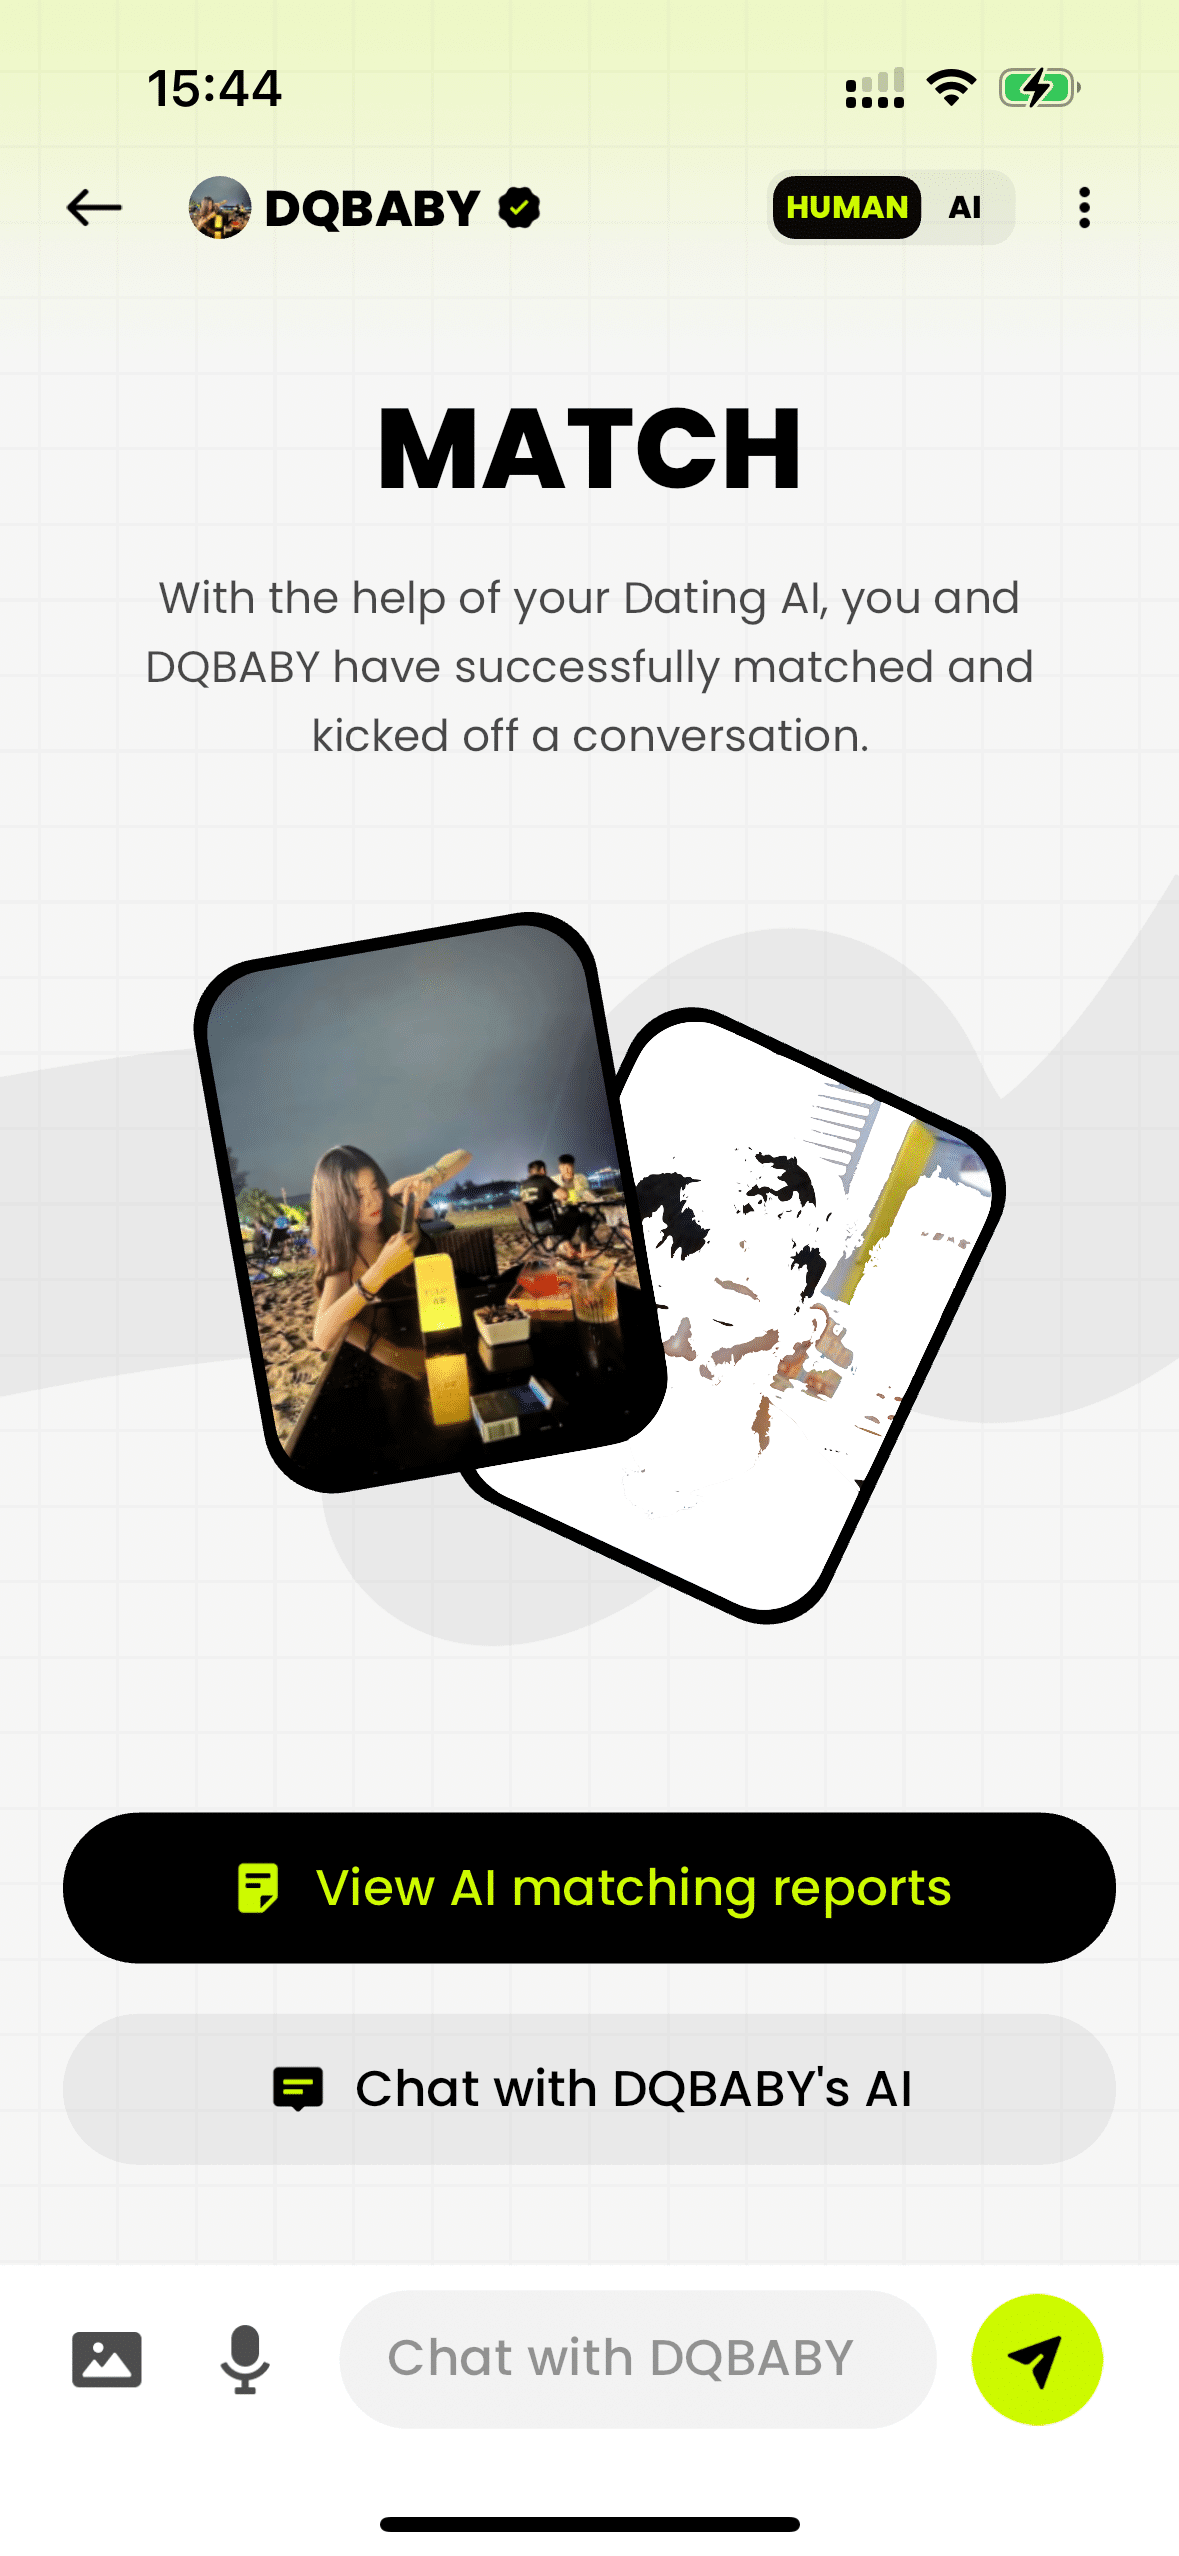 15:44
DQBABY
HUMAN AI
MATCH
With the help of your Dating AI, you and
DQBABY have successfully matched and
kicked off a conversation.
View AI matching reports
Chat with DQBABY's AI
Chat with DQBABY